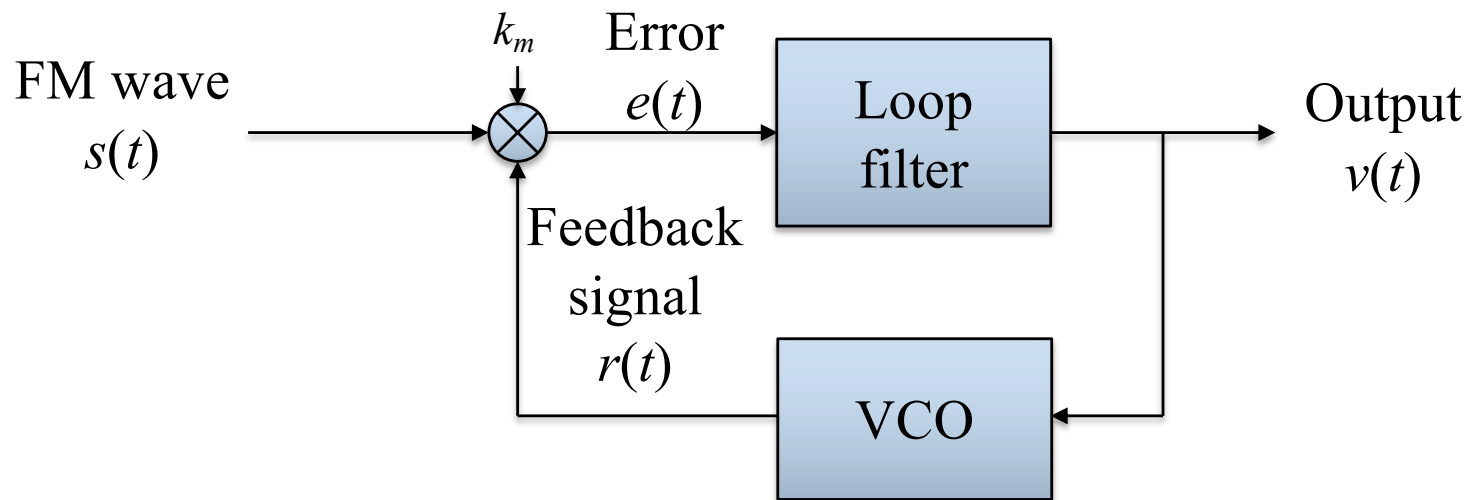 FM wave
s(t)
k_m
Error
e(t)
Loop
filter
Output
v(t)
Feedback
signal
r(t)
VCO